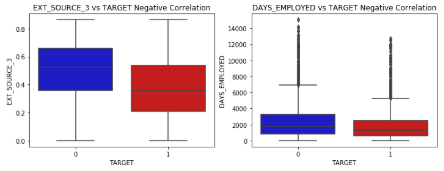 EXT_SOURCE_3 vs TARGET Negative Correlation
EXT_SOURCE_3
0.8
0.6
0.4
0.2
0.0
0
1
TARGET
DAYS_EMPLOYED vs TARGET Negative Correlation
DAYS_EMPLOYED
14000
12000
10000
8000
6000
4000
2000
0
0
1
TARGET